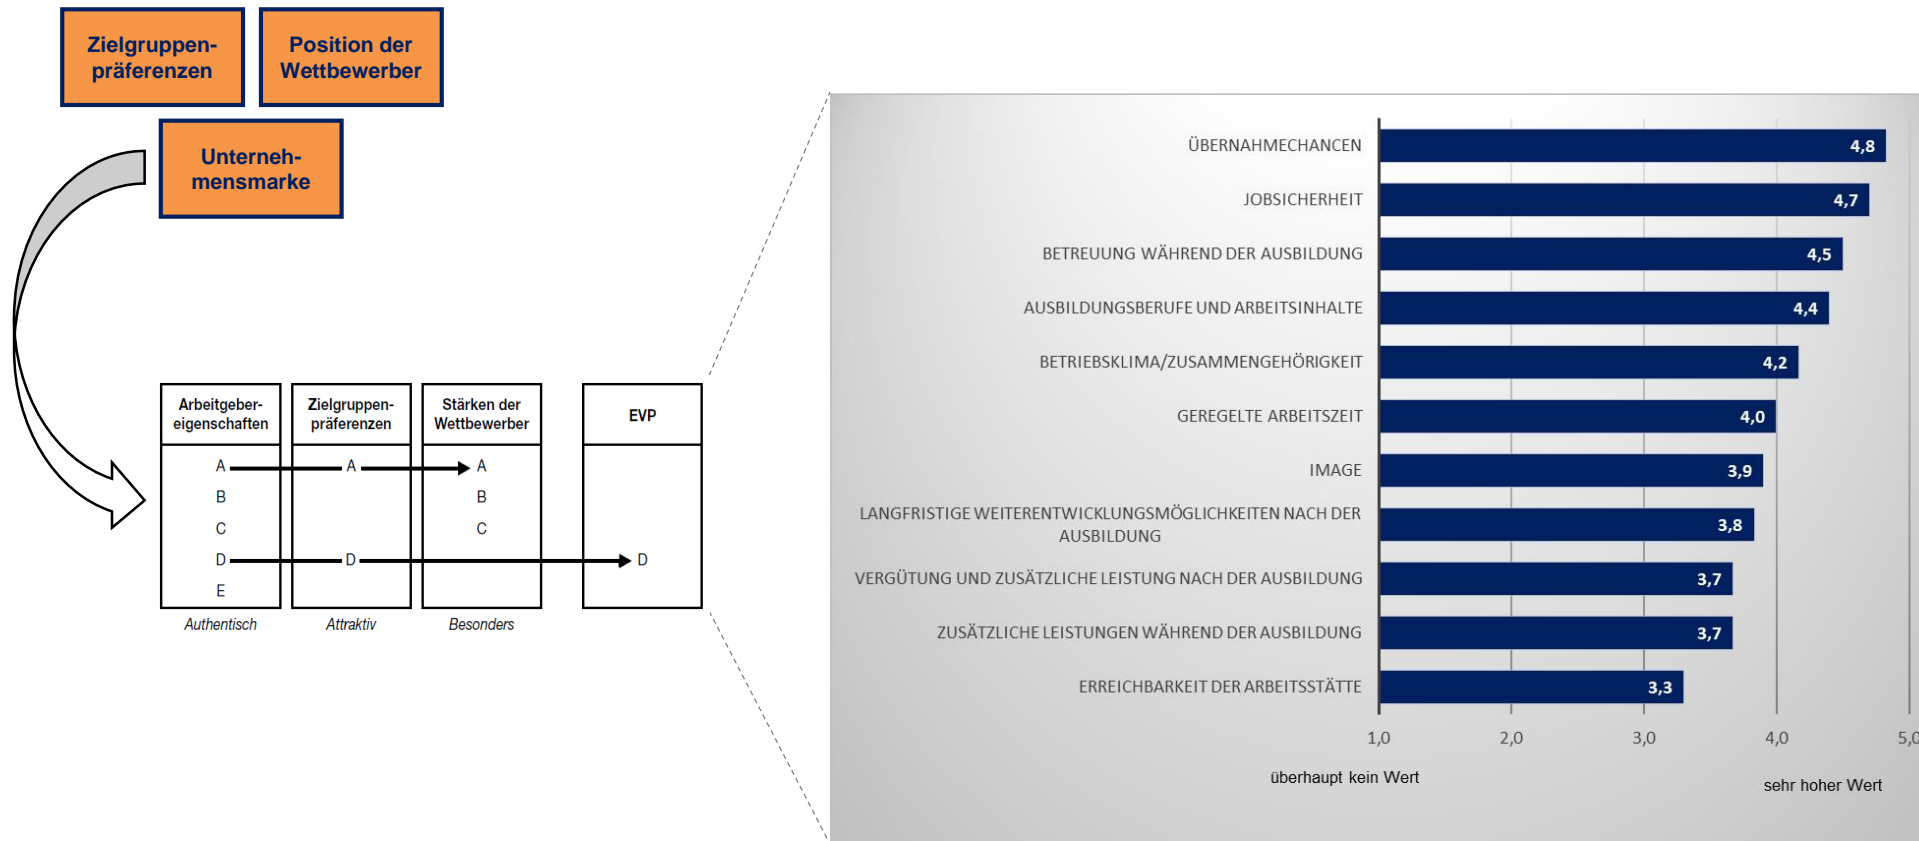 Zielgruppen-
präferenzen
Position der
Wettbewerber
Unterneh-
mensmarke
Arbeitgeber-
eigenschaften
Zielgruppen-
präferenzen
Stärken der
Wettbewerber
EVP
A A A
B B
C C
D D D
E
Authentisch Attraktiv Besonders
ÜBERNAHMECHANCEN 4,8
JOBSICHERHEIT 4,7
BETREUUNG WÄHREND DER AUSBILDUNG 4,5
AUSBILDUNGSBERUFE UND ARBEITSINHALTE 4,4
BETRIEBSKLIMA/ZUSAMMENGEHÖRIGKEIT 4,2
GEREGELTE ARBEITSZEIT 4,0
IMAGE 3,9
LANGFRISTIGE WEITERENTWICKLUNGSMÖGLICHKEITEN NACH DER
AUSBILDUNG 3,8
VERGÜTUNG UND ZUSÄTZLICHE LEISTUNG NACH DER AUSBILDUNG 3,7
ZUSÄTZLICHE LEISTUNGEN WÄHREND DER AUSBILDUNG 3,7
ERREICHBARKEIT DER ARBEITSSTÄTTE 3,3
1,0 2,0 3,0 4,0 5,0
überhaupt kein Wert
sehr hoher Wert